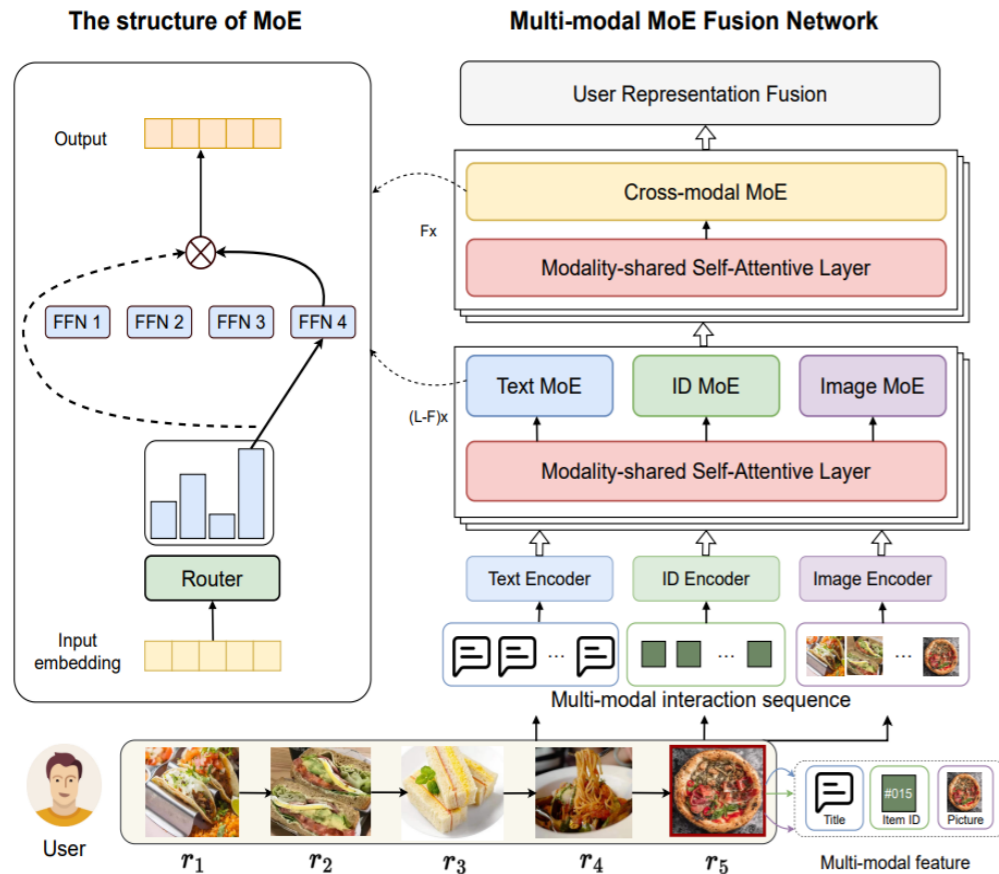 The structure of MoE
Multi-modal MoE Fusion Network
Output
FFN 1
FFN 2
FFN 3
FFN 4
Router
Input
embedding
User Representation Fusion
Cross-modal MoE
Fx
Modality-shared Self-Attentive Layer
Text MoE
ID MoE
Image MoE
(L-F)x
Modality-shared Self-Attentive Layer
Text Encoder
ID Encoder
Image Encoder
...
...
...
Multi-modal interaction sequence
User
r1
r2
r3
r4
r5
Title
#015
Item ID
Picture
Multi-modal feature